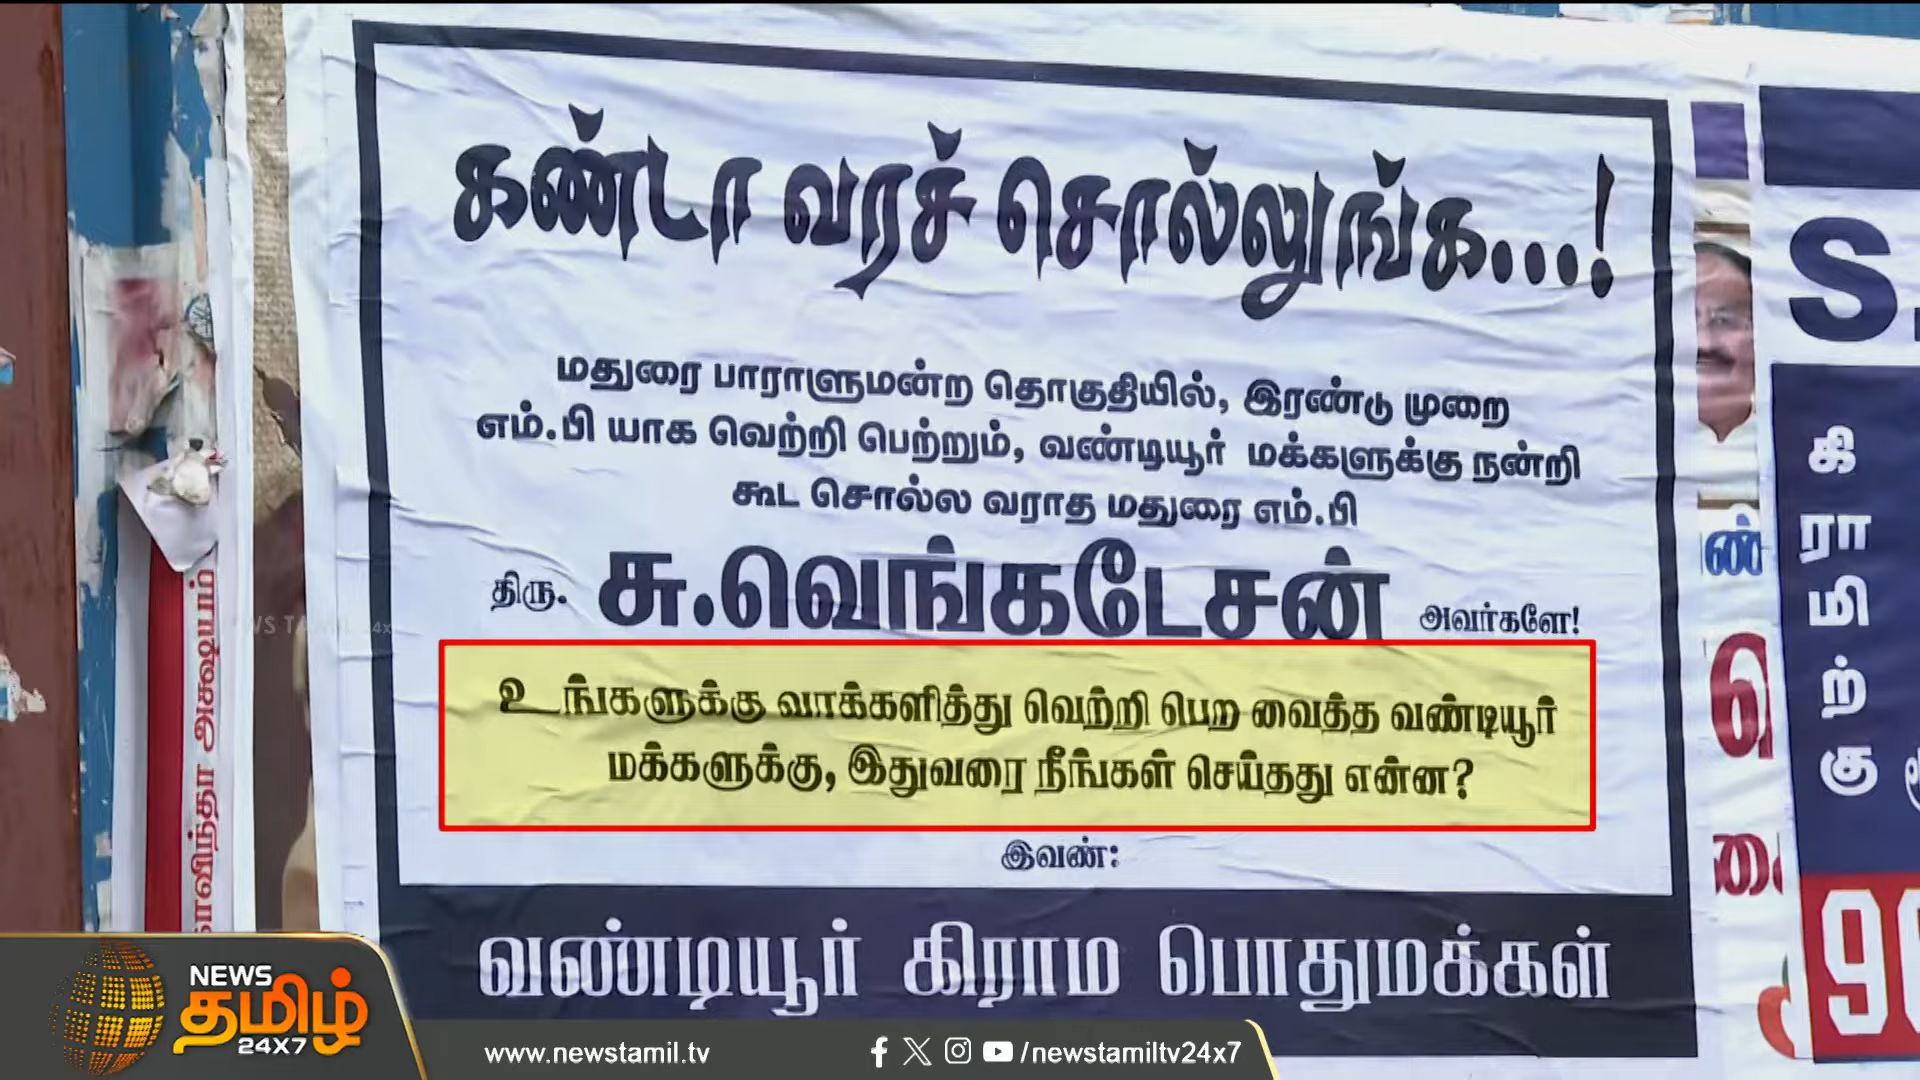 கண்டா வரச் சொல்லுங்க...!
மதுரை பாராளுமன்ற தொகுதியில், இரண்டு முறை
எம்.பி யாக வெற்றி பெற்றும், வண்டியூர் மக்களுக்கு நன்றி
கூட சொல்ல வராத மதுரை எம்.பி
திரு. சு.வெங்கடேசன் அவர்களே!
உங்களுக்கு வாக்களித்து வெற்றி பெற வைத்த வண்டியூர்
மக்களுக்கு, இதுவரை நீங்கள் செய்தது என்ன?
இவண்:
வண்டியூர் கிராம பொதுமக்கள்
S.
கிராமிற்கு
90
NEWS
தமிழ்
24X7
www.newstamil.tv
/newstamiltv24x7